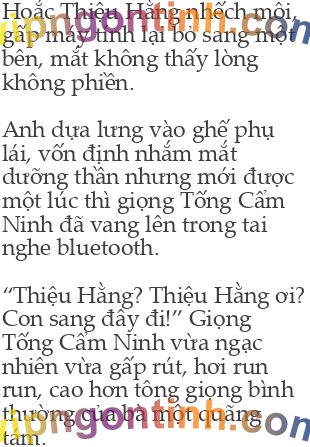 Hoắc Thiệu Hằng nhếch môi,
gấp máy tính lại bỏ sang một
bên, mắt không thấy lòng
không phiền.
Anh dựa lưng vào ghế phụ
lái, vốn định nhắm mắt
dưỡng thần nhưng mới được
một lúc thì giọng Tống Cẩm
Ninh đã vang lên trong tai
nghe bluetooth.
“Thiệu Hằng? Thiệu Hằng ơi?
Con sang đây đi!” Giọng
Tống Cẩm Ninh vừa ngạc
nhiên vừa gấp rút, hơi run
run, cao hơn tông giọng bình
thường của bà một quãng
tám.
vipngontinh.com
vipngontinh.com